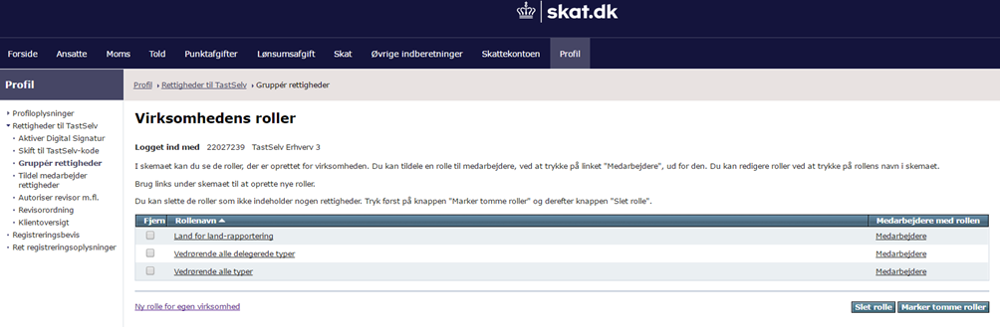 skat.dk
Forside Ansatte Moms Told Punktafgifter Lønsumsafgift Skat Øvrige indberetninger Skattekontoen Profil
Profil
Profil Rettigheder til TastSelv Gruppér rettigheder
Profiloplysninger
Rettigheder til TastSelv
Aktiver Digital Signatur
Skift til TastSelv-kode
Gruppér rettigheder
Tildel medarbejder
rettigheder
Autoriser revisor m.fl.
Revisorordning
Klientoversigt
Registreringsbevis
Ret registreringsoplysninger
Virksomhedens roller
Logget ind med 22027239 TastSelv Erhverv 3
I skemaet kan du se de roller, der er oprettet for virksomheden. Du kan tildele en rolle til medarbejdere, ved at trykke på linket "Medarbejdere", ud for den. Du kan redigere roller ved at trykke på rollens navn i skemaet.
Brug links under skemaet til at oprette nye roller.
Du kan slette de roller som ikke indeholder nogen rettigheder. Tryk først på knappen "Marker tomme roller" og derefter knappen "Slet rolle".
Fjern Rollenavn Medarbejdere med rollen
Land for land-rapportering Medarbejdere
Vedrørende alle delegerede typer Medarbejdere
Vedrørende alle typer Medarbejdere
Ny rolle for egen virksomhed Slet rolle Marker tomme roller